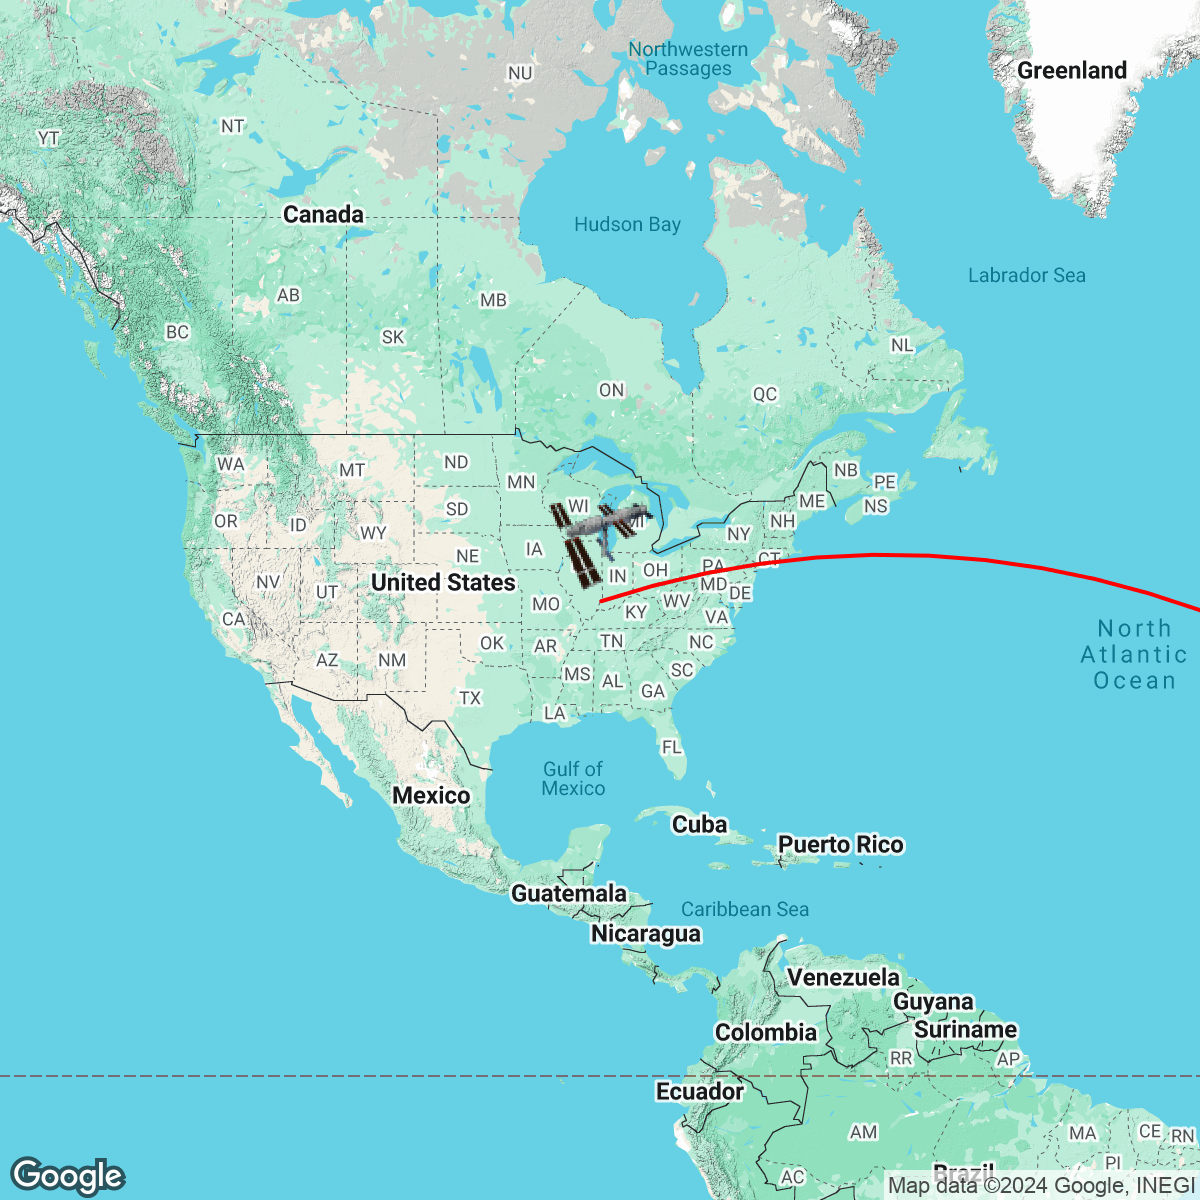 Northwestern
Passages
NU
Greenland
NT
YT
Canada
Hudson Bay
Labrador Sea
AB
MB
BC
SK
NL
ON
QC
WA
MT
ND
MN
NB
PE
ME
NS
OR
ID
WY
SD
WI
MI
NH
NY
IA
NE
CT
PA
OH
IN
NV
UT
United States
MD
DE
CA
MO
KY
WV
VA
North
Atlantic
Ocean
AZ
NM
OK
AR
TN
NC
MS
AL
SC
GA
TX
LA
FL
Gulf of
Mexico
Mexico
Cuba
Puerto Rico
Guatemala
Caribbean Sea
Nicaragua
Venezuela
Guyana
Colombia
Suriname
RR
AP
Ecuador
AM
MA
CE
RN
PI
AC
Brazil
Google
Map data ©2024 Google, INEGI